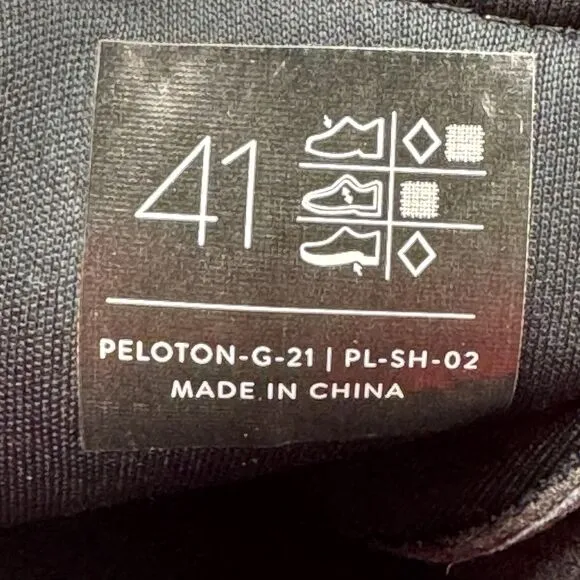 41
PELOTON-G-21 | PL-SH-02
MADE IN CHINA